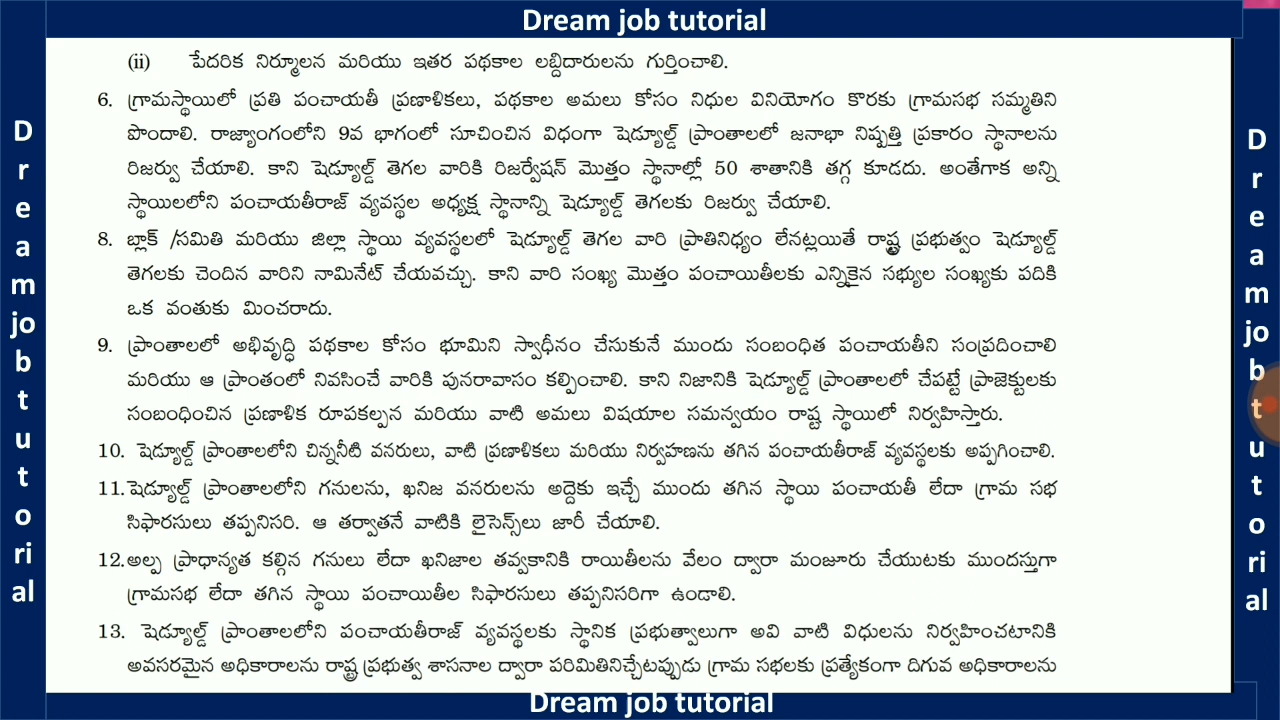 Dream job tutorial
(ii) పేదరిక నిర్మూలన మరియు ఇతర పథకాల లబ్దిదారులను గుర్తించాలి.
6. గ్రామస్థాయిలో ప్రతి పంచాయతీ ప్రణాళికలు, పథకాల అమలు కోసం నిధుల వినియోగం కొరకు గ్రామసభ సమ్మతిని
పొందాలి. రాజ్యాంగంలోని 9వ భాగంలో సూచించిన విధంగా షెడ్యూల్డ్ ప్రాంతాలలో జనాభా నిష్పత్తి ప్రకారం స్థానాలను
రిజర్వు చేయాలి. కాని షెడ్యూల్డ్ తెగల వారికి రిజర్వేషన్ మొత్తం స్థానాల్లో 50 శాతానికి తగ్గ కూడదు. అంతేగాక అన్ని
స్థాయిలలోని పంచాయతీరాజ్ వ్యవస్థల అధ్యక్ష స్థానాన్ని షెడ్యూల్డ్ తెగలకు రిజర్వు చేయాలి.
8. బ్లాక్ /సమితి మరియు జిల్లా స్థాయి వ్యవస్థలలో షెడ్యూల్డ్ తెగల వారి ప్రాతినిధ్యం లేనట్లయితే రాష్ట్ర ప్రభుత్వం షెడ్యూల్డ్
తెగలకు చెందిన వారిని నామినేట్ చేయవచ్చు. కాని వారి సంఖ్య మొత్తం పంచాయితీలకు ఎన్నికైన సభ్యుల సంఖ్యకు పదికి
ఒక వంతుకు మించరాదు.
9. ప్రాంతాలలో అభివృద్ధి పథకాల కోసం భూమిని స్వాధీనం చేసుకునే ముందు సంబంధిత పంచాయతీని సంప్రదించాలి
మరియు ఆ ప్రాంతంలో నివసించే వారికి పునరావాసం కల్పించాలి. కాని నిజానికి షెడ్యూల్డ్ ప్రాంతాలలో చేపట్టే ప్రాజెక్టులకు
సంబంధించిన ప్రణాళిక రూపకల్పన మరియు వాటి అమలు విషయాల సమన్వయం రాష్ట స్థాయిలో నిర్వహిస్తారు.
10. షెడ్యూల్డ్ ప్రాంతాలలోని చిన్ననీటి వనరులు, వాటి ప్రణాళికలు మరియు నిర్వహణను తగిన పంచాయతీరాజ్ వ్యవస్థలకు అప్పగించాలి.
11.షెడ్యూల్డ్ ప్రాంతాలలోని గనులను, ఖనిజ వనరులను అద్దెకు ఇచ్చే ముందు తగిన స్థాయి పంచాయతీ లేదా గ్రామ సభ
సిఫారసులు తప్పనిసరి. ఆ తర్వాతనే వాటికి లైసెన్స్‌లు జారీ చేయాలి.
12.అల్ప ప్రాధాన్యత కల్గిన గనులు లేదా ఖనిజాల తవ్వకానికి రాయితీలను వేలం ద్వారా మంజూరు చేయుటకు ముందస్తుగా
గ్రామసభ లేదా తగిన స్థాయి పంచాయితీల సిఫారసులు తప్పనిసరిగా ఉండాలి.
13. షెడ్యూల్డ్ ప్రాంతాలలోని పంచాయతీరాజ్ వ్యవస్థలకు స్థానిక ప్రభుత్వాలుగా అవి వాటి విధులను నిర్వహించటానికి
అవసరమైన అధికారాలను రాష్ట్ర ప్రభుత్వ శాసనాల ద్వారా పరిమితినిచ్చేటప్పుడు గ్రామ సభలకు ప్రత్యేకంగా దిగువ అధికారాలను
Dream job tutorial
Dream job tutorial
Dream job tutorial